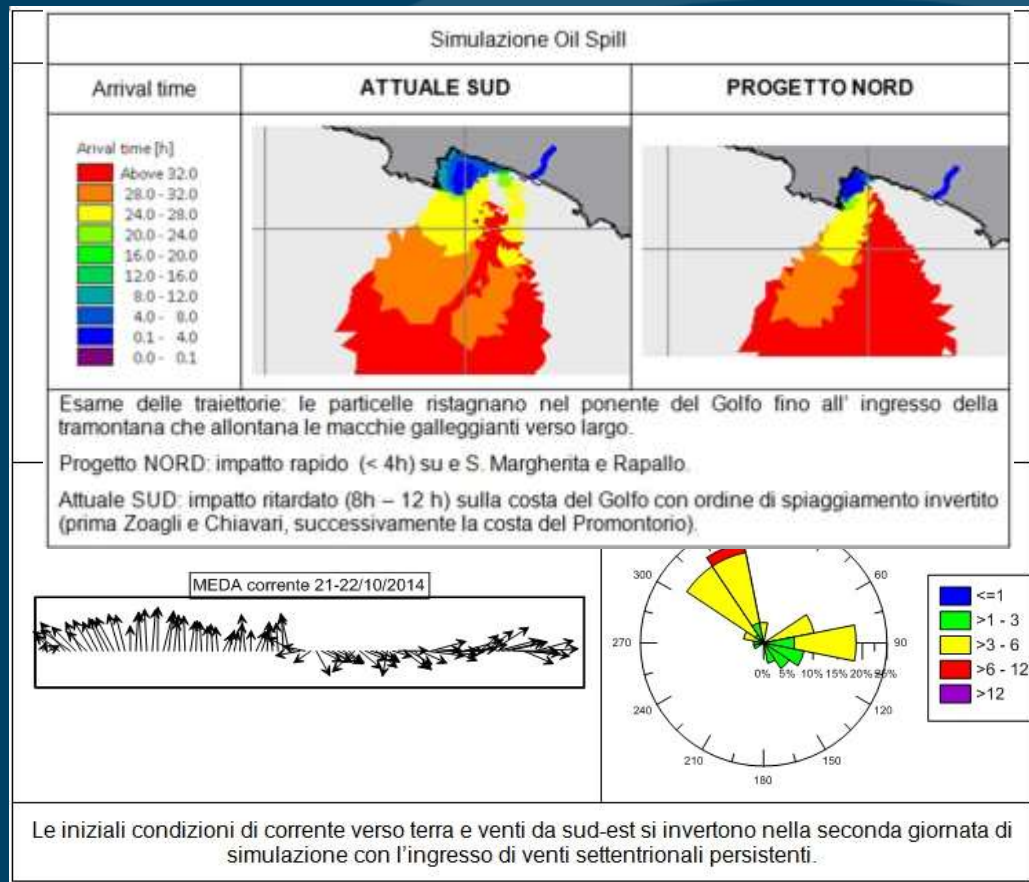 Simulazione Oil Spill
Arrival time
ATTUALE SUD
PROGETTO NORD
Arival time [h]
Above 32.0
28.0 - 32.0
24.0 - 28.0
20.0 - 24.0
16.0 - 20.0
12.0 - 16.0
8.0 - 12.0
4.0 - 8.0
0.1 - 4.0
0.0 - 0.1
Esame delle traiettorie: le particelle ristagnano nel ponente del Golfo fino all' ingresso della
tramontana che allontana le macchie galleggianti verso largo.
Progetto NORD: impatto rapido (< 4h) su e S. Margherita e Rapallo.
Attuale SUD: impatto ritardato (8h – 12 h) sulla costa del Golfo con ordine di spiaggiamento invertito
(prima Zoagli e Chiavari, successivamente la costa del Promontorio).
MEDA corrente 21-22/10/2014
300
60
270
90
240
120
210
150
180
0% 5% 10% 15% 20% 25%
<=1
>1 - 3
>3 - 6
>6 - 12
>12
Le iniziali condizioni di corrente verso terra e venti da sud-est si invertono nella seconda giornata di
simulazione con l'ingresso di venti settentrionali persistenti.